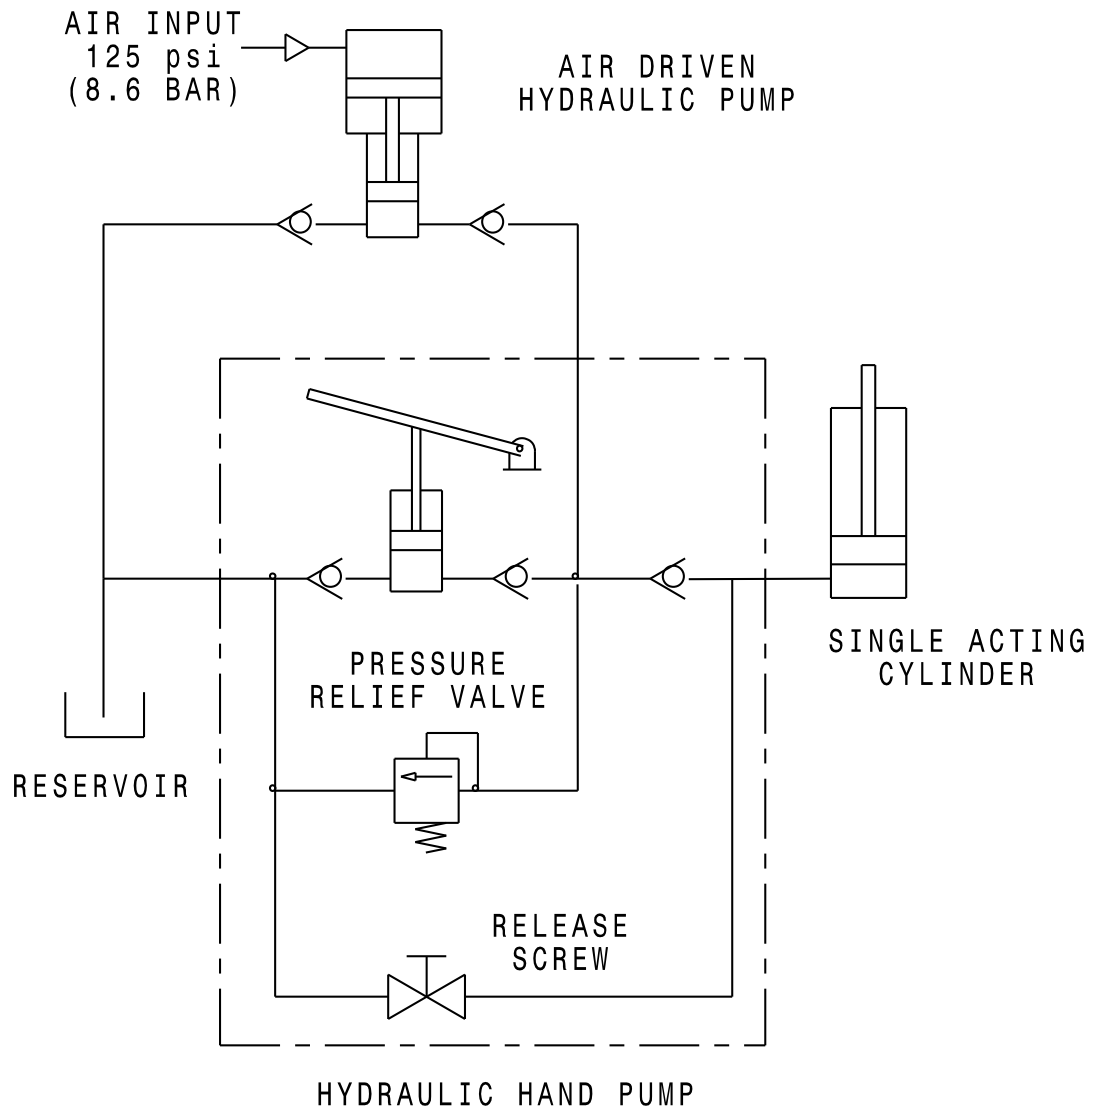 AIR INPUT
125 psi
(8.6 BAR)
AIR DRIVEN
HYDRAULIC PUMP
PRESSURE
RELIEF VALVE
SINGLE ACTING
CYLINDER
RESERVOIR
RELEASE
SCREW
HYDRAULIC HAND PUMP